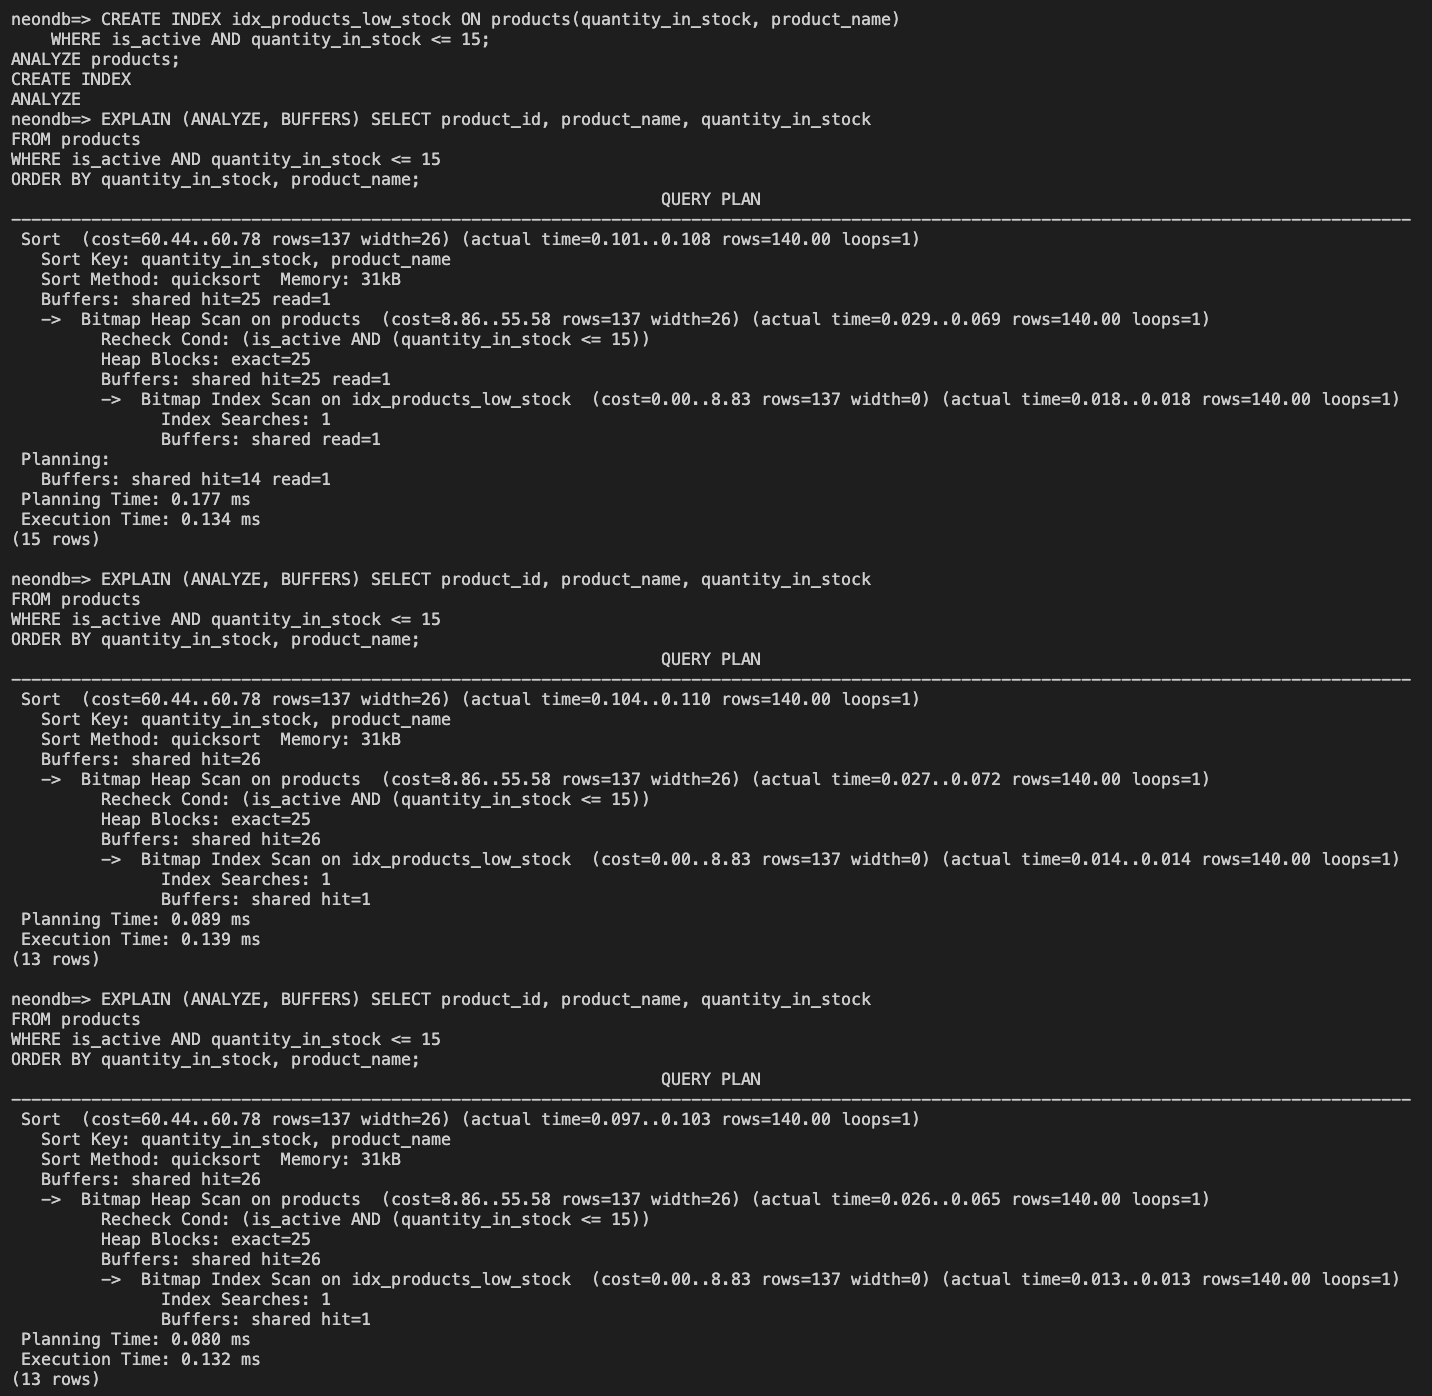 neondb=> CREATE INDEX idx_products_low_stock ON products(quantity_in_stock, product_name)
    WHERE is_active AND quantity_in_stock <= 15;
ANALYZE products;
CREATE INDEX
ANALYZE
neondb=> EXPLAIN (ANALYZE, BUFFERS) SELECT product_id, product_name, quantity_in_stock
FROM products
WHERE is_active AND quantity_in_stock <= 15
ORDER BY quantity_in_stock, product_name;
                                                                 QUERY PLAN
--------------------------------------------------------------------------------------------------------------------------------------------
 Sort  (cost=60.44..60.78 rows=137 width=26) (actual time=0.101..0.108 rows=140.00 loops=1)
   Sort Key: quantity_in_stock, product_name
   Sort Method: quicksort  Memory: 31kB
   Buffers: shared hit=25 read=1
   ->  Bitmap Heap Scan on products  (cost=8.86..55.58 rows=137 width=26) (actual time=0.029..0.069 rows=140.00 loops=1)
         Recheck Cond: (is_active AND (quantity_in_stock <= 15))
         Heap Blocks: exact=25
         Buffers: shared hit=25 read=1
         ->  Bitmap Index Scan on idx_products_low_stock  (cost=0.00..8.83 rows=137 width=0) (actual time=0.018..0.018 rows=140.00 loops=1)
               Index Searches: 1
               Buffers: shared read=1
 Planning:
   Buffers: shared hit=14 read=1
 Planning Time: 0.177 ms
 Execution Time: 0.134 ms
(15 rows)

neondb=> EXPLAIN (ANALYZE, BUFFERS) SELECT product_id, product_name, quantity_in_stock
FROM products
WHERE is_active AND quantity_in_stock <= 15
ORDER BY quantity_in_stock, product_name;
                                                                 QUERY PLAN
--------------------------------------------------------------------------------------------------------------------------------------------
 Sort  (cost=60.44..60.78 rows=137 width=26) (actual time=0.104..0.110 rows=140.00 loops=1)
   Sort Key: quantity_in_stock, product_name
   Sort Method: quicksort  Memory: 31kB
   Buffers: shared hit=26
   ->  Bitmap Heap Scan on products  (cost=8.86..55.58 rows=137 width=26) (actual time=0.027..0.072 rows=140.00 loops=1)
         Recheck Cond: (is_active AND (quantity_in_stock <= 15))
         Heap Blocks: exact=25
         Buffers: shared hit=26
         ->  Bitmap Index Scan on idx_products_low_stock  (cost=0.00..8.83 rows=137 width=0) (actual time=0.014..0.014 rows=140.00 loops=1)
               Index Searches: 1
               Buffers: shared hit=1
 Planning Time: 0.089 ms
 Execution Time: 0.139 ms
(13 rows)

neondb=> EXPLAIN (ANALYZE, BUFFERS) SELECT product_id, product_name, quantity_in_stock
FROM products
WHERE is_active AND quantity_in_stock <= 15
ORDER BY quantity_in_stock, product_name;
                                                                 QUERY PLAN
--------------------------------------------------------------------------------------------------------------------------------------------
 Sort  (cost=60.44..60.78 rows=137 width=26) (actual time=0.097..0.103 rows=140.00 loops=1)
   Sort Key: quantity_in_stock, product_name
   Sort Method: quicksort  Memory: 31kB
   Buffers: shared hit=26
   ->  Bitmap Heap Scan on products  (cost=8.86..55.58 rows=137 width=26) (actual time=0.026..0.065 rows=140.00 loops=1)
         Recheck Cond: (is_active AND (quantity_in_stock <= 15))
         Heap Blocks: exact=25
         Buffers: shared hit=26
         ->  Bitmap Index Scan on idx_products_low_stock  (cost=0.00..8.83 rows=137 width=0) (actual time=0.013..0.013 rows=140.00 loops=1)
               Index Searches: 1
               Buffers: shared hit=1
 Planning Time: 0.080 ms
 Execution Time: 0.132 ms
(13 rows)